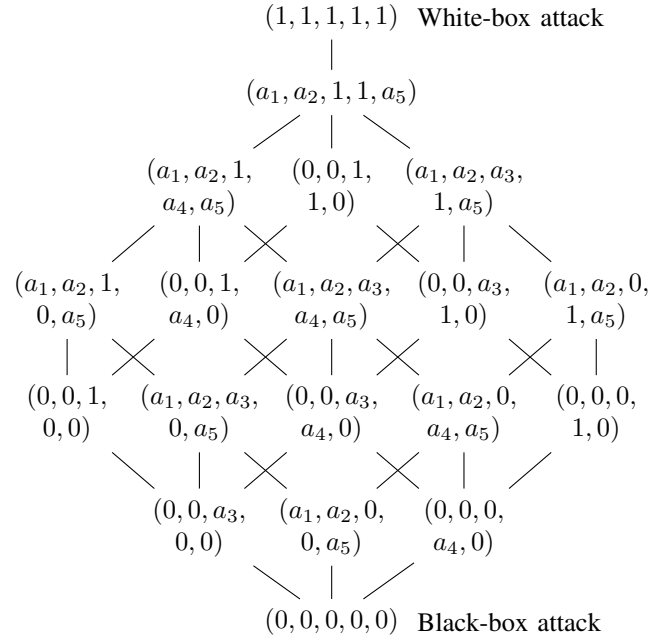 (1, 1, 1, 1, 1) White-box attack
(a₁, a₂, 1, 1, a₅)
(a₁, a₂, 1, (0, 0, 1, (a₁, a₂, a₃,
a₄, a₅) 1, 0) 1, a₅)
(a₁, a₂, 1, (0, 0, 1, (a₁, a₂, a₃, (0, 0, a₃, (a₁, a₂, 0,
0, a₅) a₄, 0) a₄, a₅) 1, 0) 1, a₅)
(0, 0, 1, (a₁, a₂, a₃, (0, 0, a₃, (a₁, a₂, 0, (0, 0, 0,
0, 0) 0, a₅) a₄, 0) a₄, a₅) 1, 0)
(0, 0, a₃, (a₁, a₂, 0, (0, 0, 0,
0, 0) 0, a₅) a₄, 0)
(0, 0, 0, 0, 0) Black-box attack